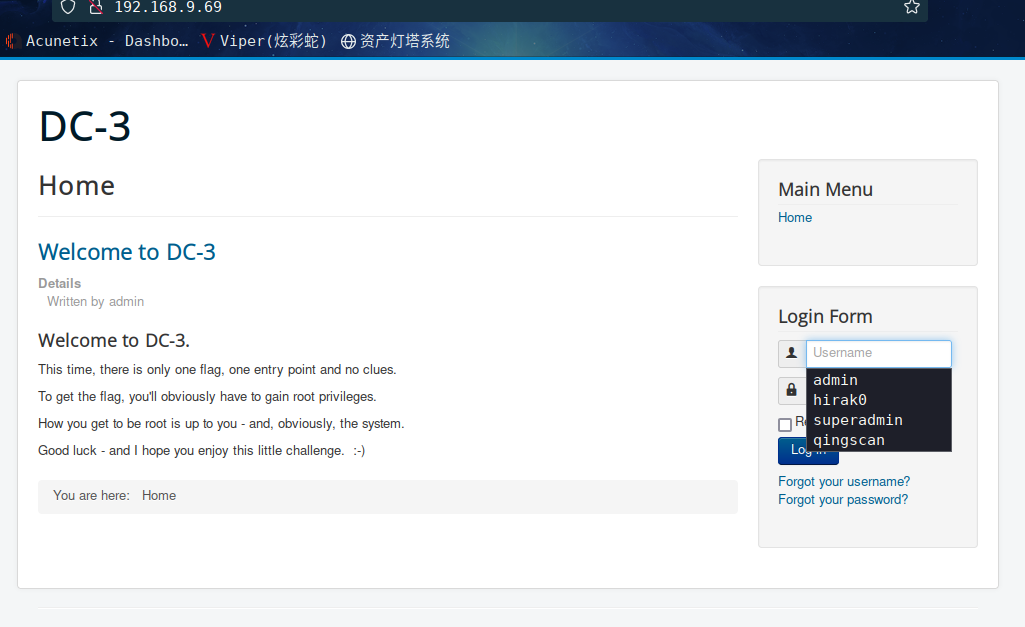 192.168.9.69
Acunetix - Dashbo… Viper(炫彩蛇) 资产灯塔系统
DC-3
Home
Welcome to DC-3
Details
Written by admin
Welcome to DC-3.
This time, there is only one flag, one entry point and no clues.
To get the flag, you'll obviously have to gain root privileges.
How you get to be root is up to you - and, obviously, the system.
Good luck - and I hope you enjoy this little challenge. :-)
You are here: Home
Main Menu
Home
Login Form
Username
admin
hirak0
superadmin
qingscan
Forgot your username?
Forgot your password?